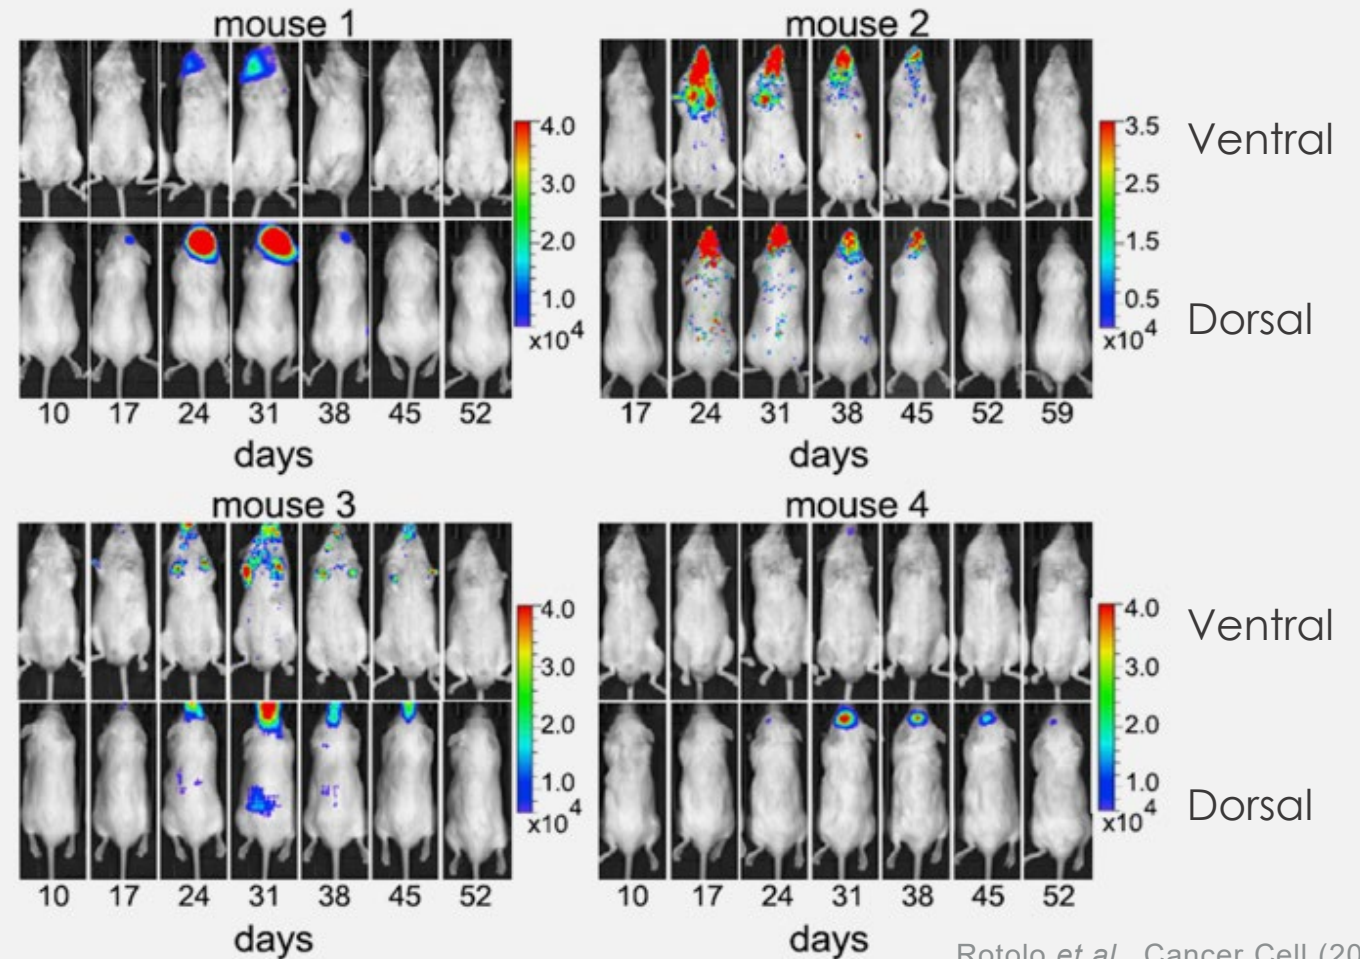 mouse 1
4.0
3.0
2.0
1.0
x10⁴
10 17 24 31 38 45 52
days
mouse 2
3.5
2.5
1.5
0.5
x10⁴
Ventral
Dorsal
17 24 31 38 45 52 59
days
mouse 3
4.0
3.0
2.0
1.0
x10⁴
10 17 24 31 38 45 52
days
mouse 4
4.0
3.0
2.0
1.0
x10⁴
Ventral
Dorsal
10 17 24 31 38 45 52
days
Rotolo et al., Cancer Cell (20